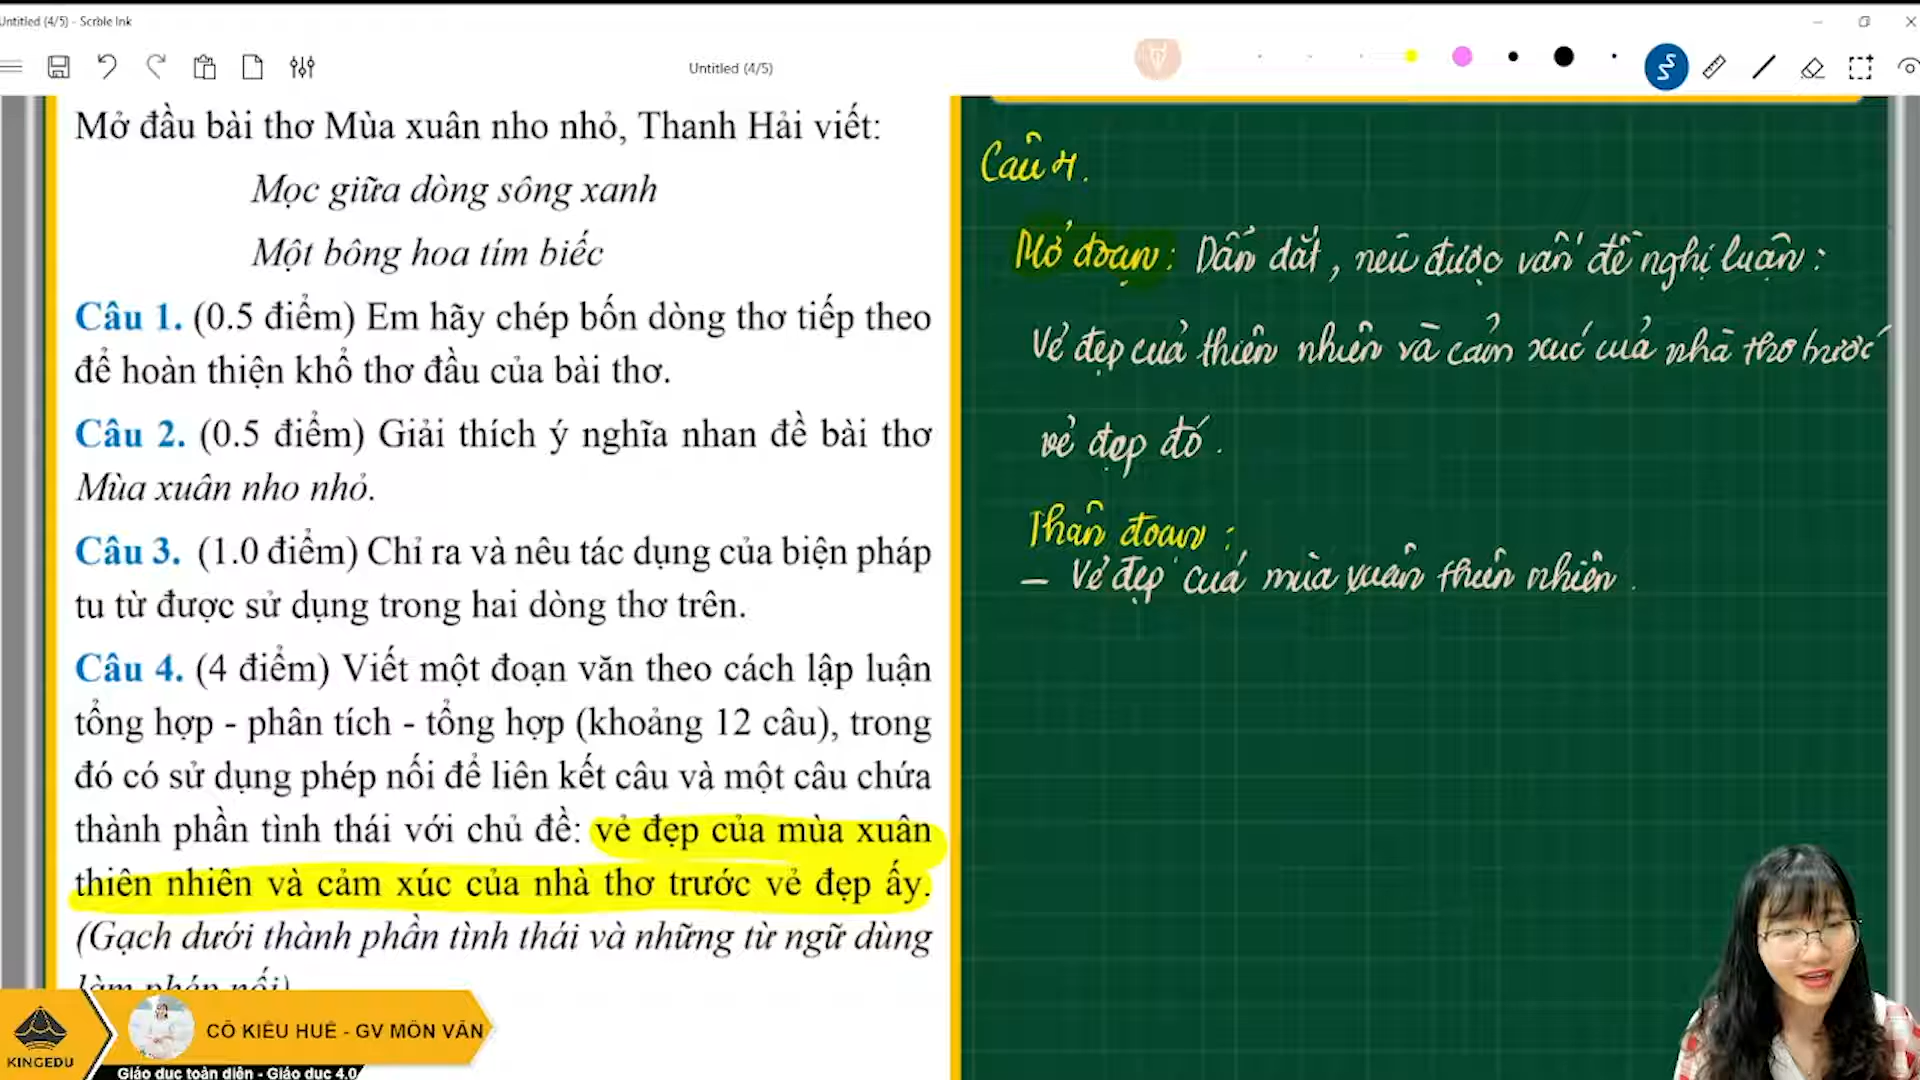 Untitled (4/5) - Scrble Ink
Untitled (4/5)
Mở đầu bài thơ Mùa xuân nho nhỏ, Thanh Hải viết:
Mọc giữa dòng sông xanh
Một bông hoa tím biếc
Câu 1. (0.5 điểm) Em hãy chép bốn dòng thơ tiếp theo
để hoàn thiện khổ thơ đầu của bài thơ.
Câu 2. (0.5 điểm) Giải thích ý nghĩa nhan đề bài thơ
Mùa xuân nho nhỏ.
Câu 3. (1.0 điểm) Chỉ ra và nêu tác dụng của biện pháp
tu từ được sử dụng trong hai dòng thơ trên.
Câu 4. (4 điểm) Viết một đoạn văn theo cách lập luận
tổng hợp - phân tích - tổng hợp (khoảng 12 câu), trong
đó có sử dụng phép nối để liên kết câu và một câu chứa
thành phần tình thái với chủ đề: vẻ đẹp của mùa xuân
thiên nhiên và cảm xúc của nhà thơ trước vẻ đẹp ấy.
(Gạch dưới thành phần tình thái và những từ ngữ dùng
làm phép nối)
KINGEDU
CÔ KIỀU HUÊ - GV MÔN VĂN
Giáo dục toàn diện - Giáo dục 4.0
Câu 4.
Mở đoạn: Dẫn dắt, nêu được vấn đề nghị luận:
Vẻ đẹp của thiên nhiên và cảm xúc của nhà thơ trước
vẻ đẹp đó.
Thân đoạn:
- Vẻ đẹp của mùa xuân thiên nhiên.